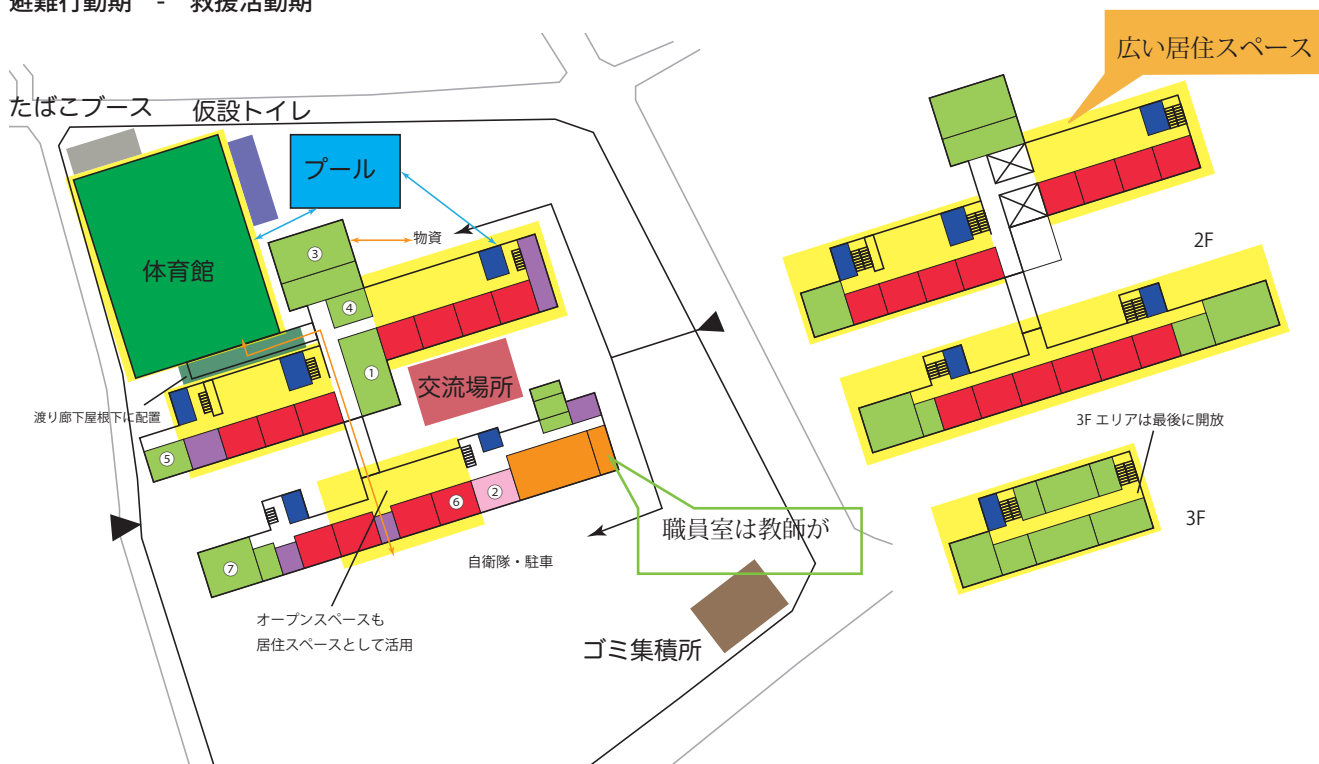 避難行動期 - 救援活動期
広い居住スペース
たばこブース
仮設トイレ
プール
物資
体育館
③
④
①
2F
交流場所
渡り廊下屋根下に配置
3F エリアは最後に開放
⑤
⑥
②
3F
職員室は教師が
自衛隊・駐車
⑦
オープンスペースも
居住スペースとして活用
ゴミ集積所